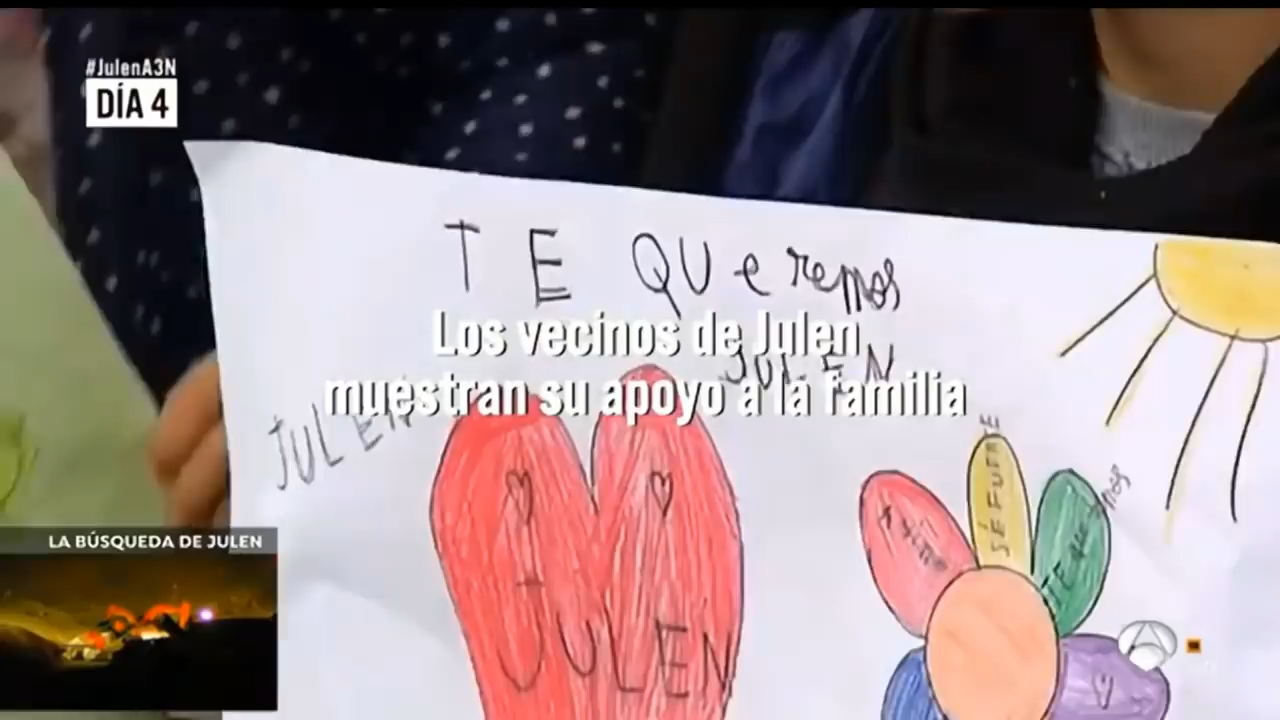 #JulenA3N
DÍA 4
TE QUeremos
JULEN
Los vecinos de Julen
muestran su apoyo a la familia
JULEN
JULEN
SÉ FUERTE
LA BÚSQUEDA DE JULEN